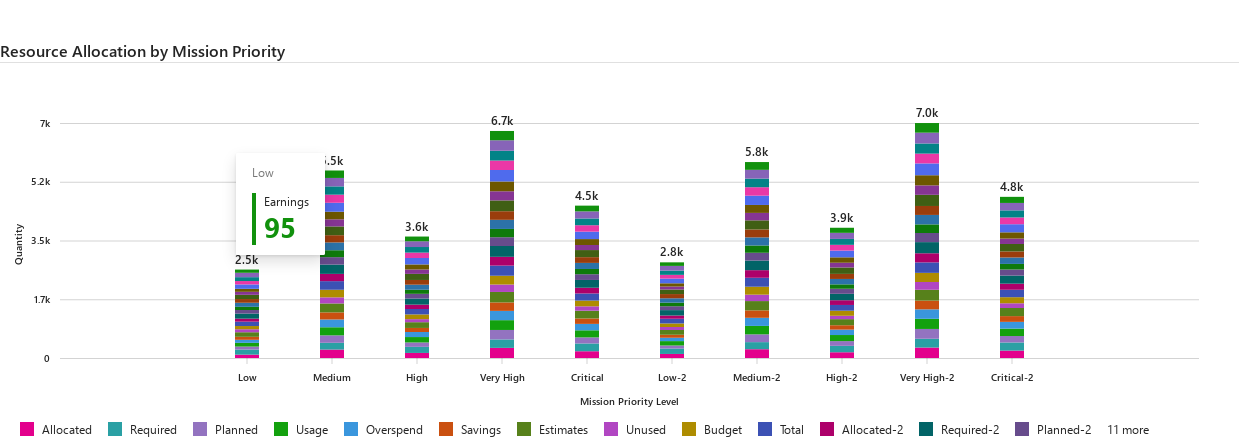 Resource Allocation by Mission Priority
7k
5.2k
3.5k
1.7k
0
Quantity
2.5k
3.6k
6.7k
4.5k
2.8k
5.8k
3.9k
7.0k
4.8k
Low
Earnings
95
Low
Medium
High
Very High
Critical
Low-2
Medium-2
High-2
Very High-2
Critical-2
Mission Priority Level
Allocated Required Planned Usage Overspend Savings Estimates Unused Budget Total Allocated-2 Required-2 Planned-2 11 more